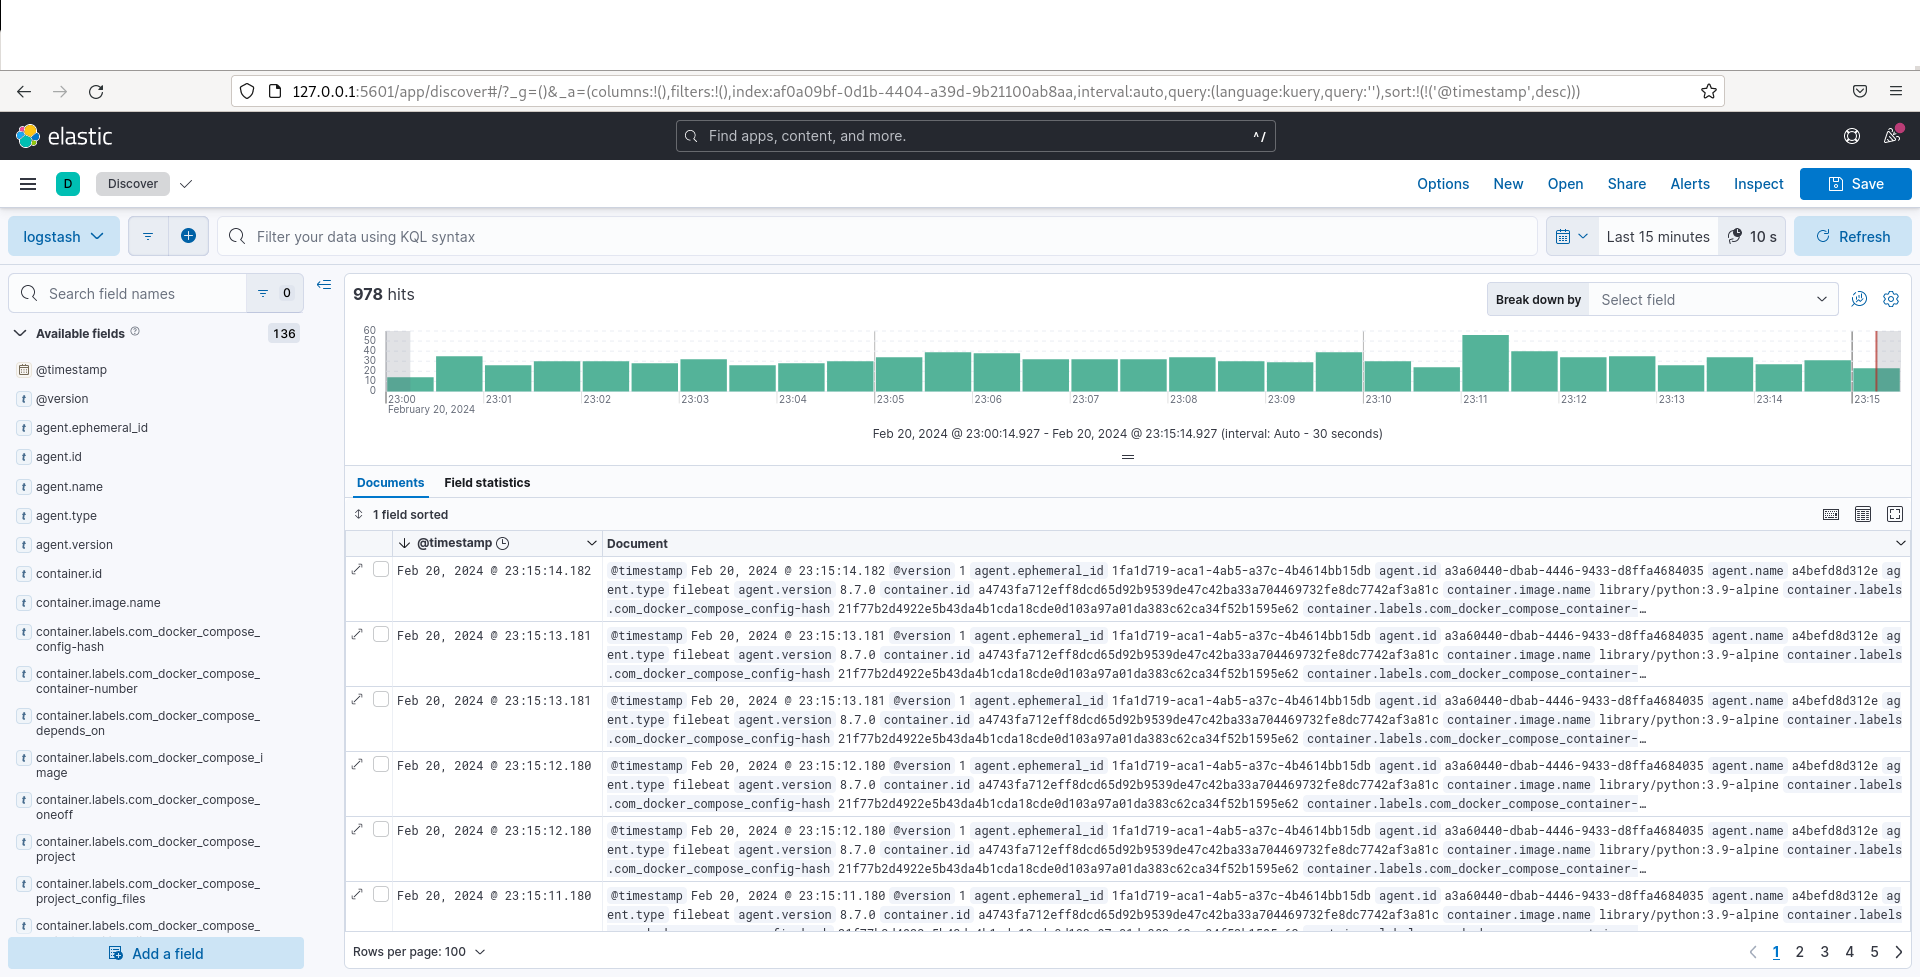 127.0.0.1:5601/app/discover#/?_g=()&_a=(columns:!(),filters:!(),index:af0a09bf-0d1b-4404-a39d-9b21100ab8aa,interval:auto,query:(language:kuery,query:''),sort:!(!('@timestamp',desc)))
elastic
Find apps, content, and more.
^/
D
Discover
Options
New
Open
Share
Alerts
Inspect
Save
logstash
Filter your data using KQL syntax
Last 15 minutes
10 s
Refresh
Search field names
0
Available fields
136
@timestamp
t @version
t agent.ephemeral_id
t agent.id
t agent.name
t agent.type
t agent.version
t container.id
t container.image.name
t container.labels.com_docker_compose_
config-hash
t container.labels.com_docker_compose_
container-number
t container.labels.com_docker_compose_
depends_on
t container.labels.com_docker_compose_i
mage
t container.labels.com_docker_compose_
oneoff
t container.labels.com_docker_compose_
project
t container.labels.com_docker_compose_
project_config_files
t container.labels.com_docker_compose_
Add a field
978 hits
Break down by
Select field
60
50
40
30
20
10
0
23:00 23:01 23:02 23:03 23:04 23:05 23:06 23:07 23:08 23:09 23:10 23:11 23:12 23:13 23:14 23:15
February 20, 2024
Feb 20, 2024 @ 23:00:14.927 - Feb 20, 2024 @ 23:15:14.927 (interval: Auto - 30 seconds)
Documents
Field statistics
1 field sorted
@timestamp
Document
Feb 20, 2024 @ 23:15:14.182 @timestamp Feb 20, 2024 @ 23:15:14.182 @version 1 agent.ephemeral_id 1fa1d719-aca1-4ab5-a37c-4b4614bb15db agent.id a3a60440-dbab-4446-9433-d8ffa4684035 agent.name a4befd8d312e ag
ent.type filebeat agent.version 8.7.0 container.id a4743fa712eff8dcd65d92b9539de47c42ba33a704469732fe8dc7742af3a81c container.image.name library/python:3.9-alpine container.labels
.com_docker_compose_config-hash 21f77b2d4922e5b43da4b1cda18cde0d103a97a01da383c62ca34f52b1595e62 container.labels.com_docker_compose_container-…
Feb 20, 2024 @ 23:15:13.181 @timestamp Feb 20, 2024 @ 23:15:13.181 @version 1 agent.ephemeral_id 1fa1d719-aca1-4ab5-a37c-4b4614bb15db agent.id a3a60440-dbab-4446-9433-d8ffa4684035 agent.name a4befd8d312e ag
ent.type filebeat agent.version 8.7.0 container.id a4743fa712eff8dcd65d92b9539de47c42ba33a704469732fe8dc7742af3a81c container.image.name library/python:3.9-alpine container.labels
.com_docker_compose_config-hash 21f77b2d4922e5b43da4b1cda18cde0d103a97a01da383c62ca34f52b1595e62 container.labels.com_docker_compose_container-…
Feb 20, 2024 @ 23:15:13.181 @timestamp Feb 20, 2024 @ 23:15:13.181 @version 1 agent.ephemeral_id 1fa1d719-aca1-4ab5-a37c-4b4614bb15db agent.id a3a60440-dbab-4446-9433-d8ffa4684035 agent.name a4befd8d312e ag
ent.type filebeat agent.version 8.7.0 container.id a4743fa712eff8dcd65d92b9539de47c42ba33a704469732fe8dc7742af3a81c container.image.name library/python:3.9-alpine container.labels
.com_docker_compose_config-hash 21f77b2d4922e5b43da4b1cda18cde0d103a97a01da383c62ca34f52b1595e62 container.labels.com_docker_compose_container-…
Feb 20, 2024 @ 23:15:12.180 @timestamp Feb 20, 2024 @ 23:15:12.180 @version 1 agent.ephemeral_id 1fa1d719-aca1-4ab5-a37c-4b4614bb15db agent.id a3a60440-dbab-4446-9433-d8ffa4684035 agent.name a4befd8d312e ag
ent.type filebeat agent.version 8.7.0 container.id a4743fa712eff8dcd65d92b9539de47c42ba33a704469732fe8dc7742af3a81c container.image.name library/python:3.9-alpine container.labels
.com_docker_compose_config-hash 21f77b2d4922e5b43da4b1cda18cde0d103a97a01da383c62ca34f52b1595e62 container.labels.com_docker_compose_container-…
Feb 20, 2024 @ 23:15:12.180 @timestamp Feb 20, 2024 @ 23:15:12.180 @version 1 agent.ephemeral_id 1fa1d719-aca1-4ab5-a37c-4b4614bb15db agent.id a3a60440-dbab-4446-9433-d8ffa4684035 agent.name a4befd8d312e ag
ent.type filebeat agent.version 8.7.0 container.id a4743fa712eff8dcd65d92b9539de47c42ba33a704469732fe8dc7742af3a81c container.image.name library/python:3.9-alpine container.labels
.com_docker_compose_config-hash 21f77b2d4922e5b43da4b1cda18cde0d103a97a01da383c62ca34f52b1595e62 container.labels.com_docker_compose_container-…
Feb 20, 2024 @ 23:15:11.180 @timestamp Feb 20, 2024 @ 23:15:11.180 @version 1 agent.ephemeral_id 1fa1d719-aca1-4ab5-a37c-4b4614bb15db agent.id a3a60440-dbab-4446-9433-d8ffa4684035 agent.name a4befd8d312e ag
ent.type filebeat agent.version 8.7.0 container.id a4743fa712eff8dcd65d92b9539de47c42ba33a704469732fe8dc7742af3a81c container.image.name library/python:3.9-alpine container.labels
Rows per page: 100
1 2 3 4 5